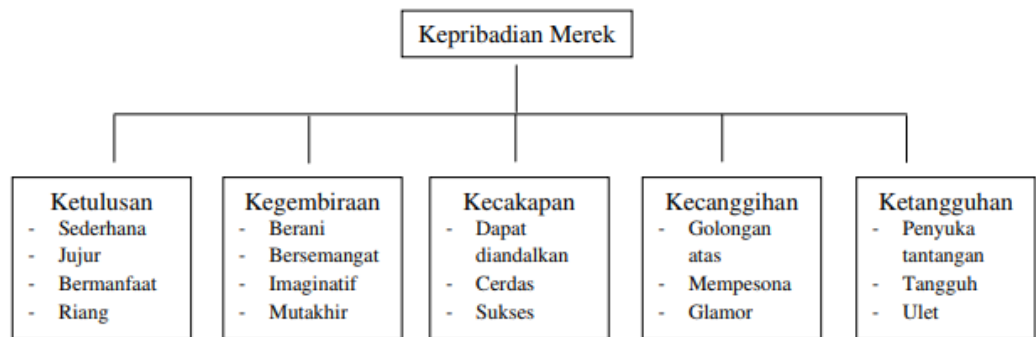 Kepribadian Merek
Ketulusan
- Sederhana
- Jujur
- Bermanfaat
- Riang
Kegembiraan
- Berani
- Bersemangat
- Imaginatif
- Mutakhir
Kecakapan
- Dapat
diandalkan
- Cerdas
- Sukses
Kecanggihan
- Golongan
atas
- Mempesona
- Glamor
Ketangguhan
- Penyuka
tantangan
- Tangguh
- Ulet